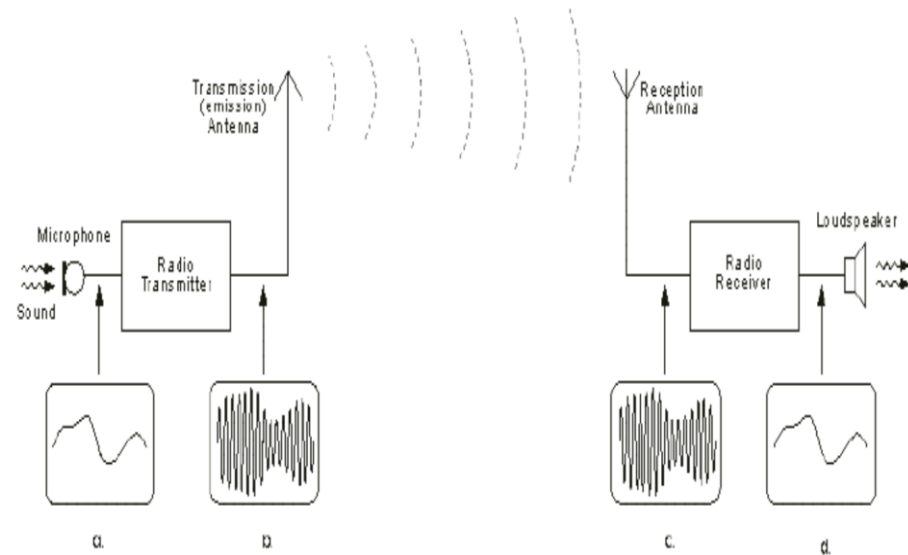 Transmission
(emission)
Antenna
Reception
Antenna
Microphone
Sound
Radio
Transmitter
Radio
Receiver
Loudspeaker
a.
b.
c.
d.